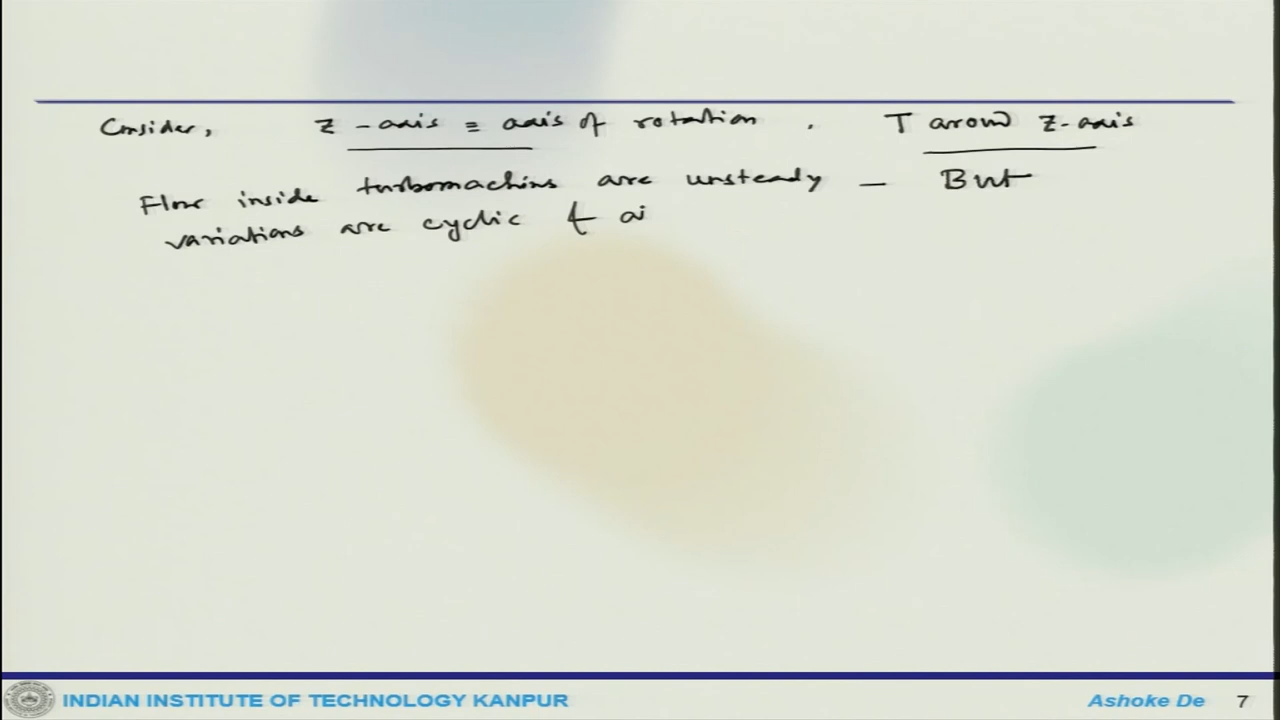 Consider, Z-axis ≡ axis of rotation. T around Z-axis
Flow inside turbomachins are unsteady — But
variations are cyclic & ai
INDIAN INSTITUTE OF TECHNOLOGY KANPUR
Ashoke De 7